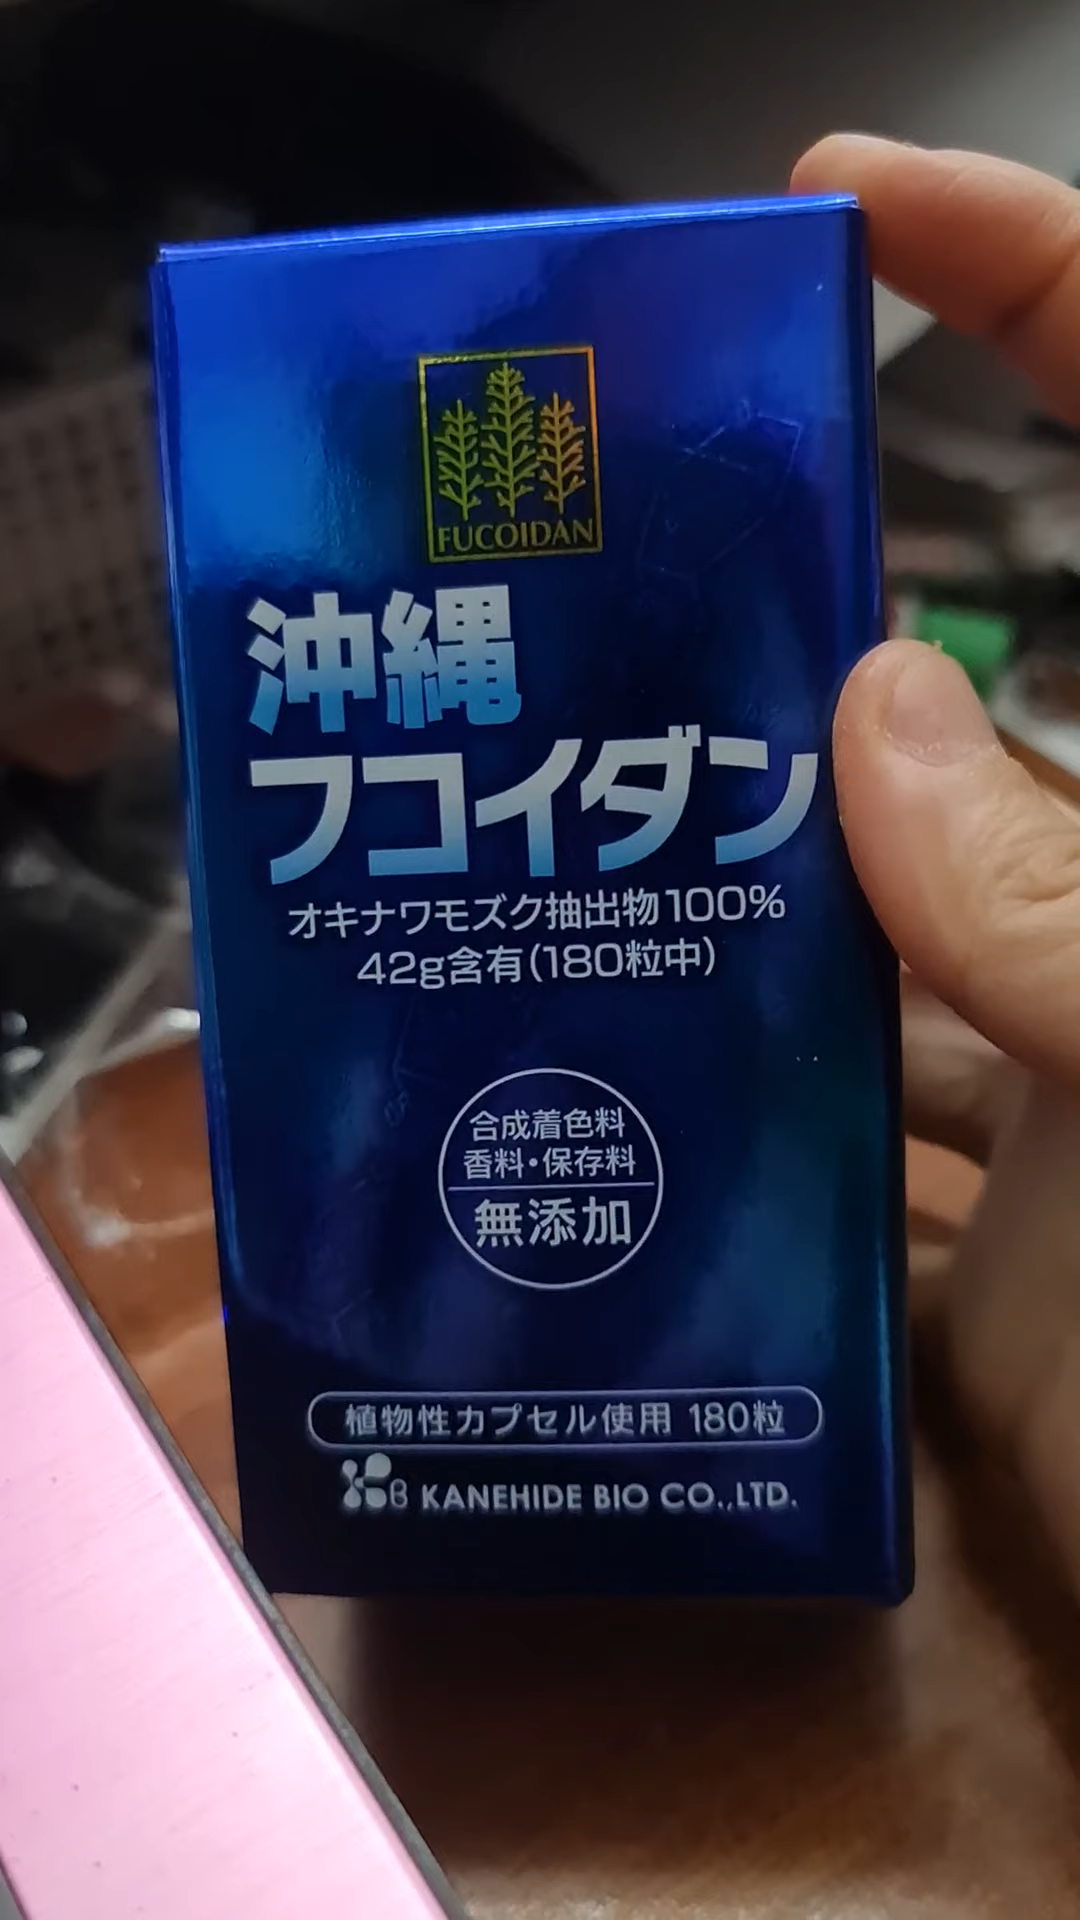 FUCOIDAN
沖縄
フコイダン
オキナワモズク抽出物100%
42g含有(180粒中)
合成着色料
香料・保存料
無添加
植物性カプセル使用 180粒
KB KANEHIDE BIO CO.,LTD.